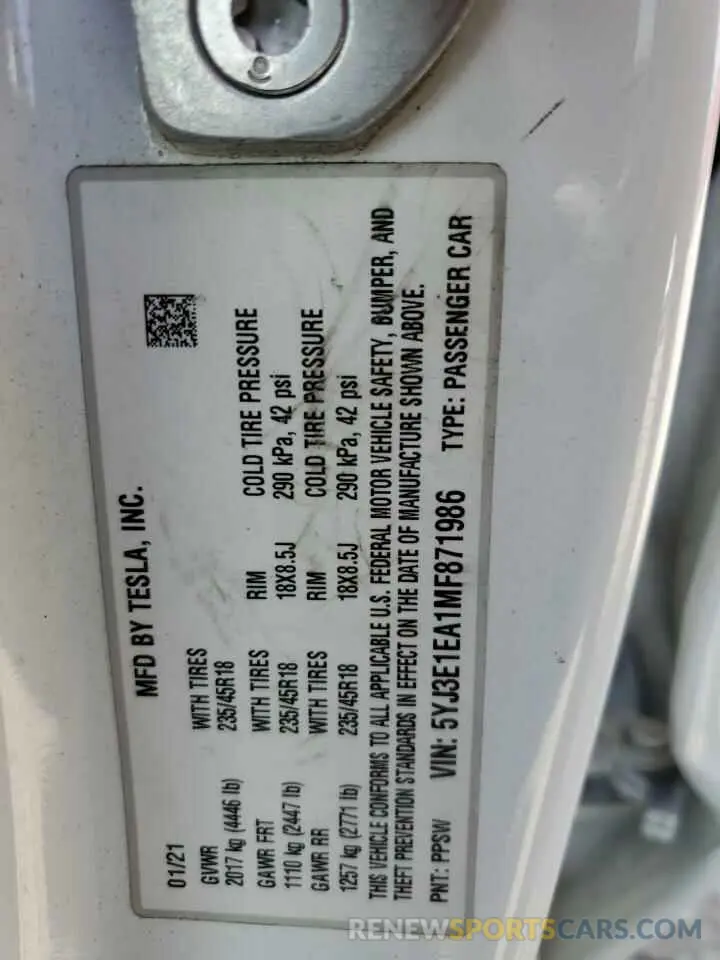 MFD BY TESLA, INC.
01/21
GVWR WITH TIRES
2017 kg (4446 lb) 235/45R18
GAWR FRT WITH TIRES RIM COLD TIRE PRESSURE
1110 kg (2447 lb) 235/45R18 18X8.5J 290 kPa, 42 psi
GAWR RR WITH TIRES RIM COLD TIRE PRESSURE
1257 kg (2771 lb) 235/45R18 18X8.5J 290 kPa, 42 psi
THIS VEHICLE CONFORMS TO ALL APPLICABLE U.S. FEDERAL MOTOR VEHICLE SAFETY, BUMPER, AND
THEFT PREVENTION STANDARDS IN EFFECT ON THE DATE OF MANUFACTURE SHOWN ABOVE.
PNT: PPSW VIN: 5YJ3E1EA1MF871986 TYPE: PASSENGER CAR
RENEWSPORTSCARS.COM